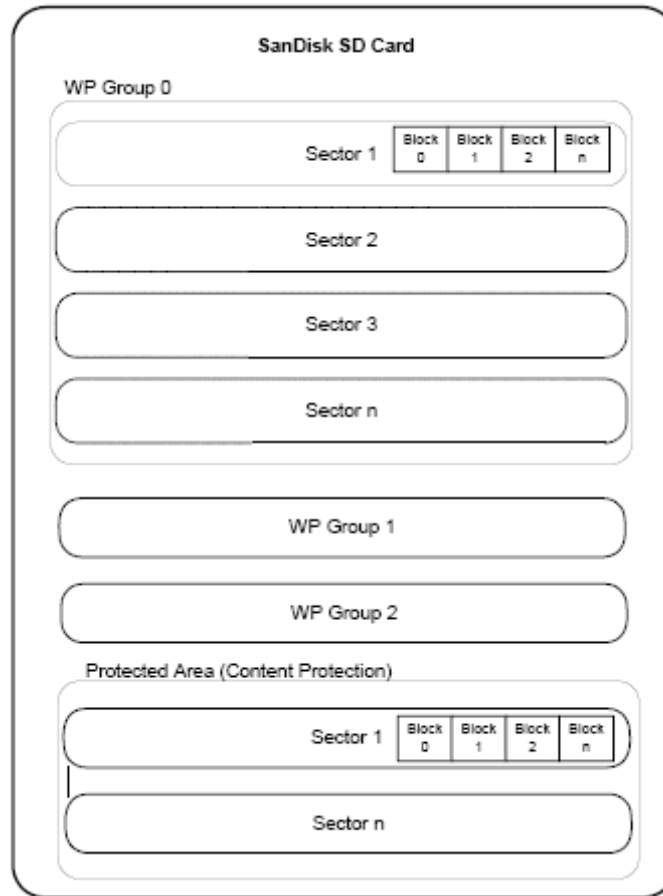 SanDisk SD Card
WP Group 0
Sector 1
Block Block Block Block
0 1 2 n
Sector 2
Sector 3
Sector n
WP Group 1
WP Group 2
Protected Area (Content Protection)
Sector 1
Block Block Block Block
0 1 2 n
Sector n